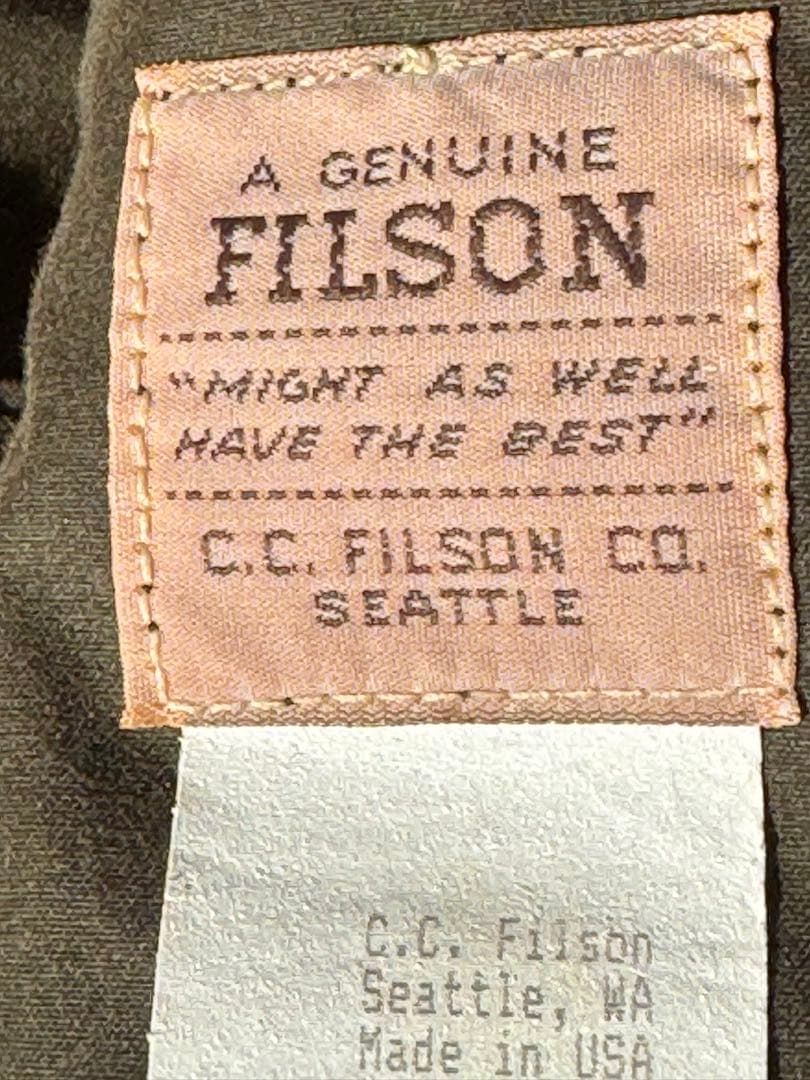 A GENUINE
FILSON
"MIGHT AS WELL
HAVE THE BEST"
C.C. FILSON CO.
SEATTLE
C.C. Filson
Seattle, WA
Made in USA